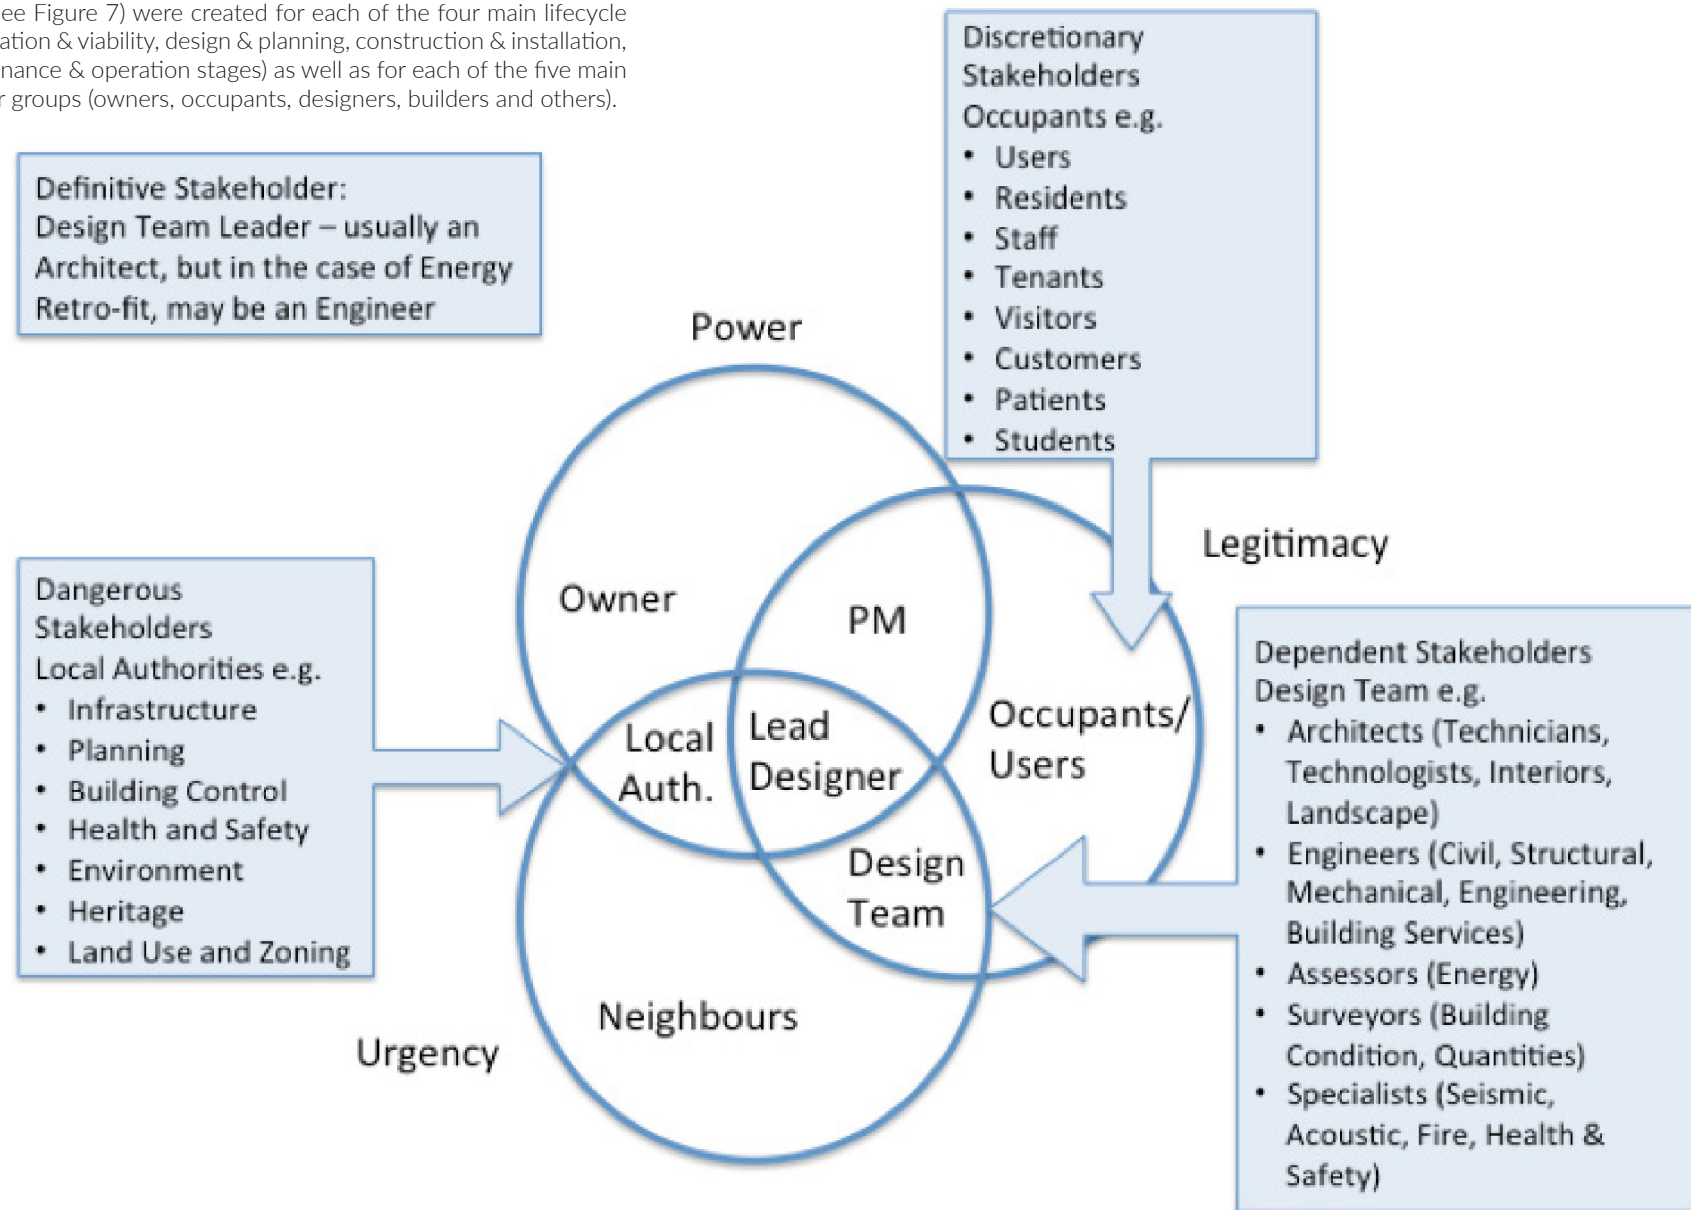 ee Figure 7) were created for each of the four main lifecycle
ation & viability, design & planning, construction & installation,
nance & operation stages) as well as for each of the five main
r groups (owners, occupants, designers, builders and others).
Definitive Stakeholder:
Design Team Leader – usually an
Architect, but in the case of Energy
Retro-fit, may be an Engineer
Discretionary
Stakeholders
Occupants e.g.
• Users
• Residents
• Staff
• Tenants
• Visitors
• Customers
• Patients
• Students
Power
Legitimacy
Owner
PM
Dangerous
Stakeholders
Local Authorities e.g.
• Infrastructure
• Planning
• Building Control
• Health and Safety
• Environment
• Heritage
• Land Use and Zoning
Local
Auth.
Lead
Designer
Occupants/
Users
Design
Team
Neighbours
Urgency
Dependent Stakeholders
Design Team e.g.
• Architects (Technicians,
Technologists, Interiors,
Landscape)
• Engineers (Civil, Structural,
Mechanical, Engineering,
Building Services)
• Assessors (Energy)
• Surveyors (Building
Condition, Quantities)
• Specialists (Seismic,
Acoustic, Fire, Health &
Safety)